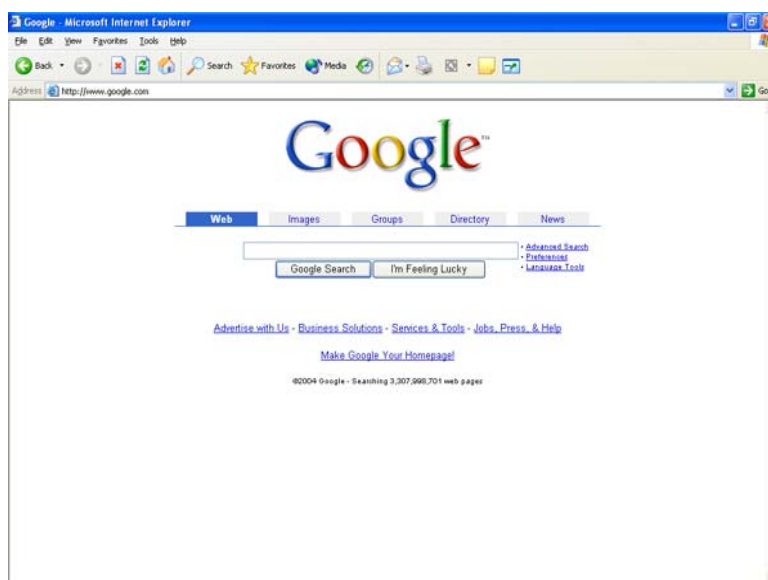 Google - Microsoft Internet Explorer
File Edit View Favorites Tools Help
Back Search Favorites Media
Address http://www.google.com Go
Google™
Web Images Groups Directory News
• Advanced Search
• Preferences
• Language Tools
Google Search I'm Feeling Lucky
Advertise with Us - Business Solutions - Services & Tools - Jobs, Press, & Help
Make Google Your Homepage!
©2004 Google - Searching 3,307,998,701 web pages